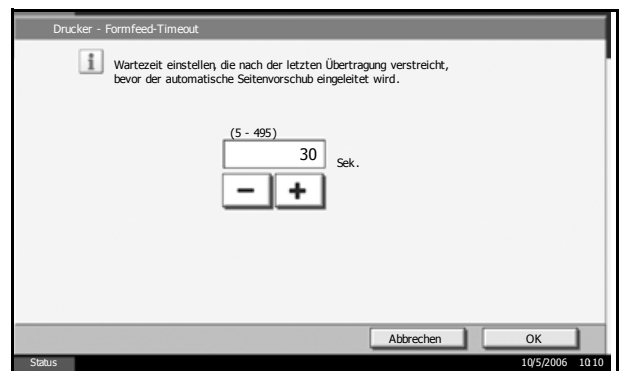 Drucker - Formfeed-Timeout
i
Wartezeit einstellen, die nach der letzten Übertragung verstreicht,
bevor der automatische Seitenvorschub eingeleitet wird.
(5 - 495)
30 Sek.
− +
Abbrechen OK
Status 10/5/2006 10:10